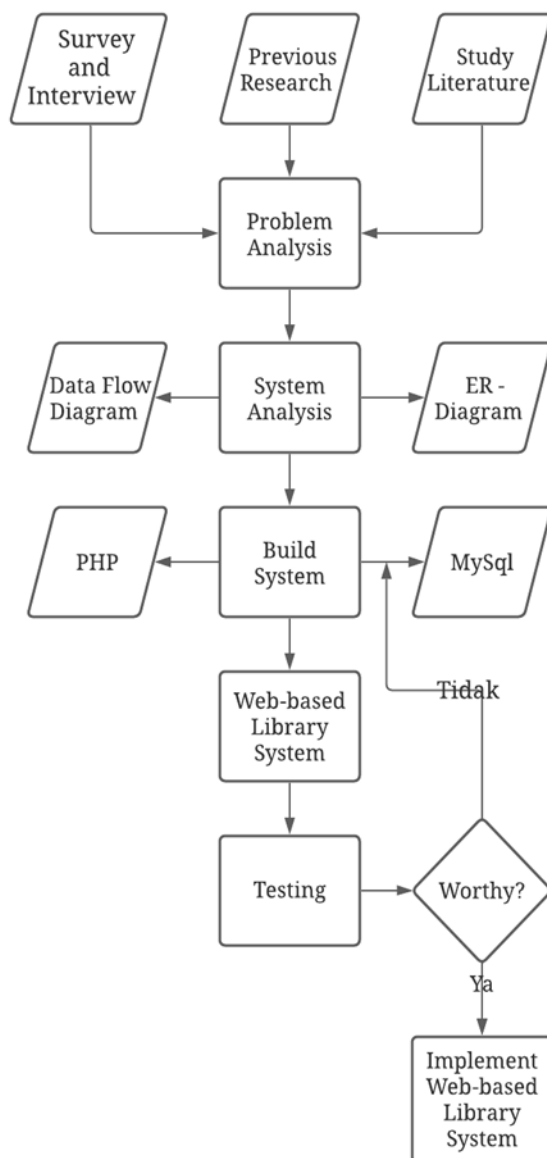 Survey
and
Interview
Previous
Research
Study
Literature
Problem
Analysis
Data Flow
Diagram
System
Analysis
ER -
Diagram
PHP
Build
System
MySql
Tidak
Web-based
Library
System
Testing
Worthy?
Ya
Implement
Web-based
Library
System